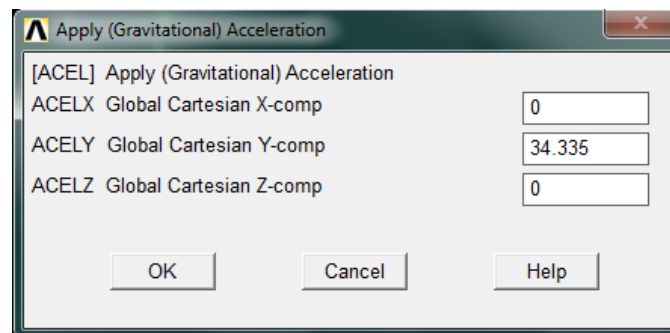 Apply (Gravitational) Acceleration
[ACEL] Apply (Gravitational) Acceleration
ACELX Global Cartesian X-comp 0
ACELY Global Cartesian Y-comp 34.335
ACELZ Global Cartesian Z-comp 0
OK Cancel Help